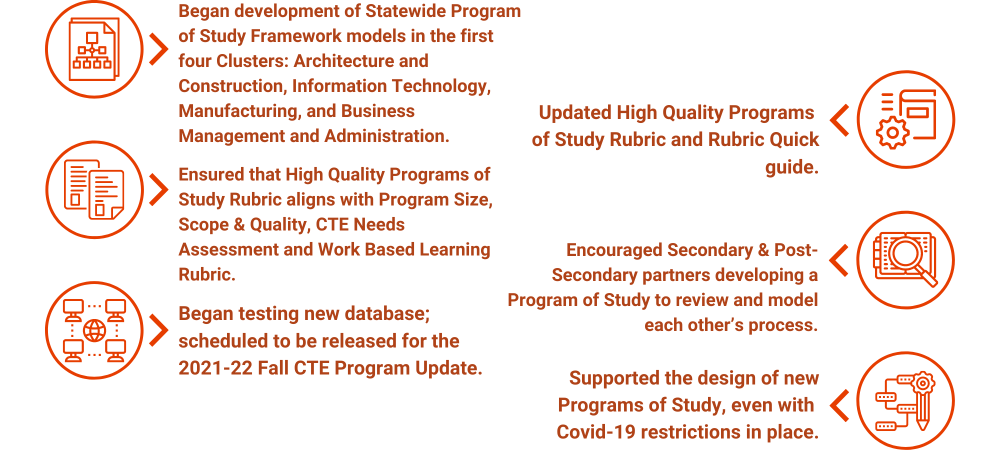 Began development of Statewide Program
of Study Framework models in the first
four Clusters: Architecture and
Construction, Information Technology,
Manufacturing, and Business
Management and Administration.
Ensured that High Quality Programs of
Study Rubric aligns with Program Size,
Scope & Quality, CTE Needs
Assessment and Work Based Learning
Rubric.
Began testing new database;
scheduled to be released for the
2021-22 Fall CTE Program Update.
Updated High Quality Programs
of Study Rubric and Rubric Quick
guide.
Encouraged Secondary & Post-
Secondary partners developing a
Program of Study to review and model
each other’s process.
Supported the design of new
Programs of Study, even with
Covid-19 restrictions in place.